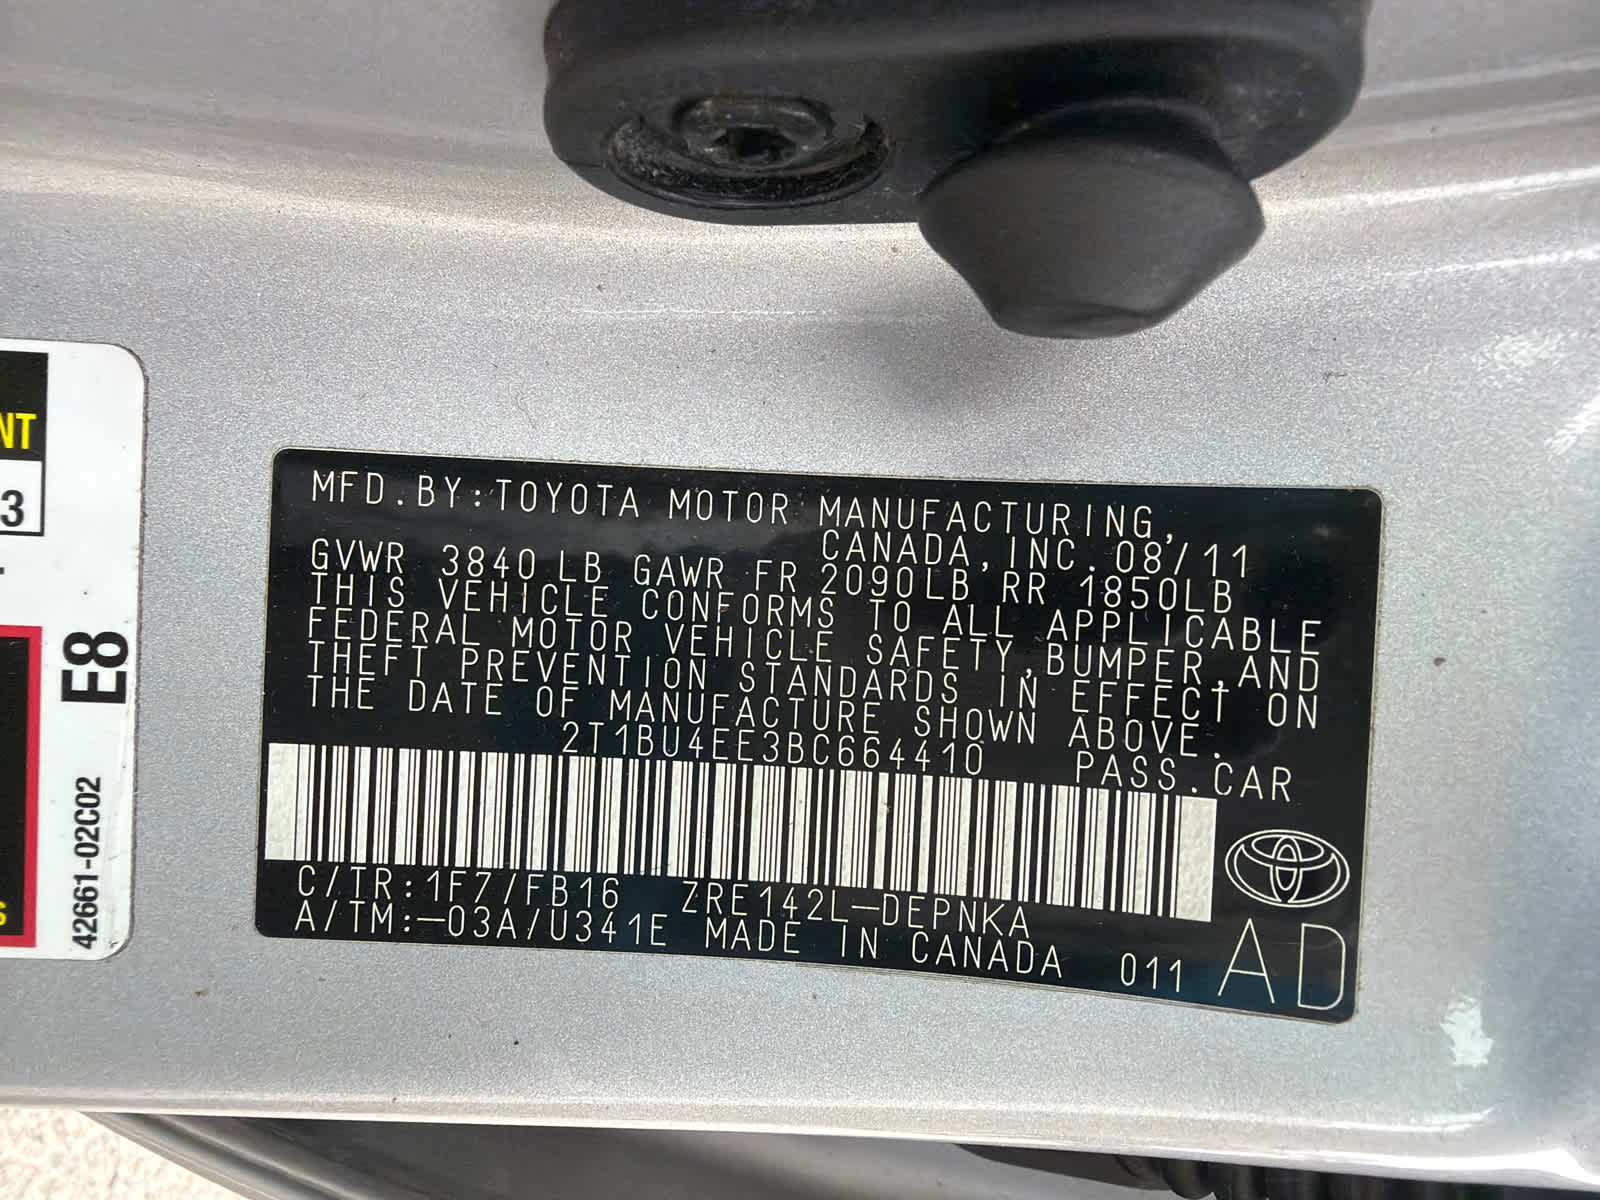 NT
3
E8
42661-02C02
S
MFD.BY:TOYOTA MOTOR MANUFACTURING,
CANADA,INC.08/11
GVWR 3840LB GAWR FR 2090LB RR 1850LB
THIS VEHICLE CONFORMS TO ALL APPLICABLE
FEDERAL MOTOR VEHICLE SAFETY,BUMPER,AND
THEFT PREVENTION STANDARDS IN EFFECT ON
THE DATE OF MANUFACTURE SHOWN ABOVE.
2T1BU4EE3BC664410 PASS.CAR
C/TR:1F7/FB16 ZRE142L-DEPNKA
A/TM:-03A/U341E MADE IN CANADA 011 AD